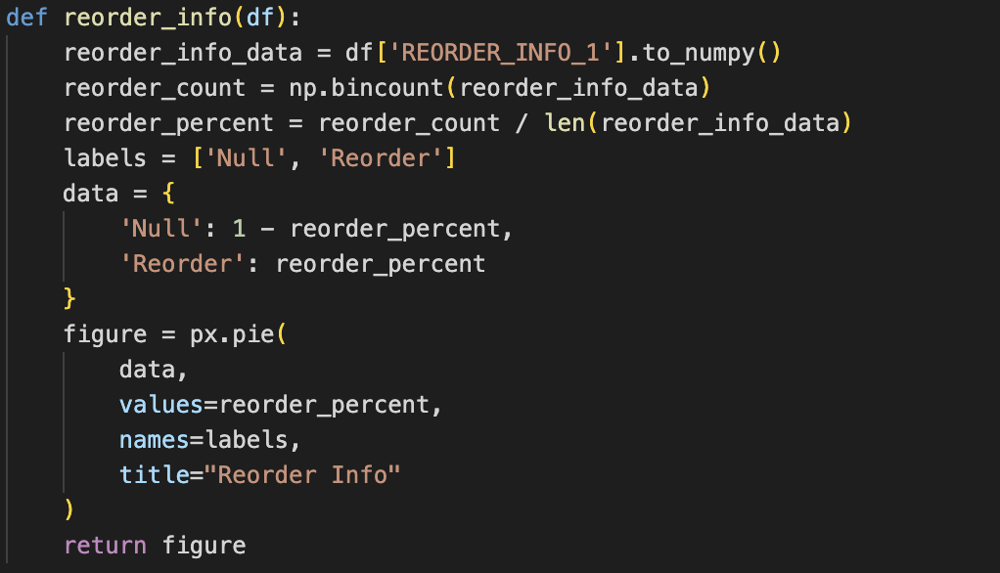 def reorder_info(df):
    reorder_info_data = df['REORDER_INFO_1'].to_numpy()
    reorder_count = np.bincount(reorder_info_data)
    reorder_percent = reorder_count / len(reorder_info_data)
    labels = ['Null', 'Reorder']
    data = {
        'Null': 1 - reorder_percent,
        'Reorder': reorder_percent
    }
    figure = px.pie(
        data,
        values=reorder_percent,
        names=labels,
        title="Reorder Info"
    )
    return figure